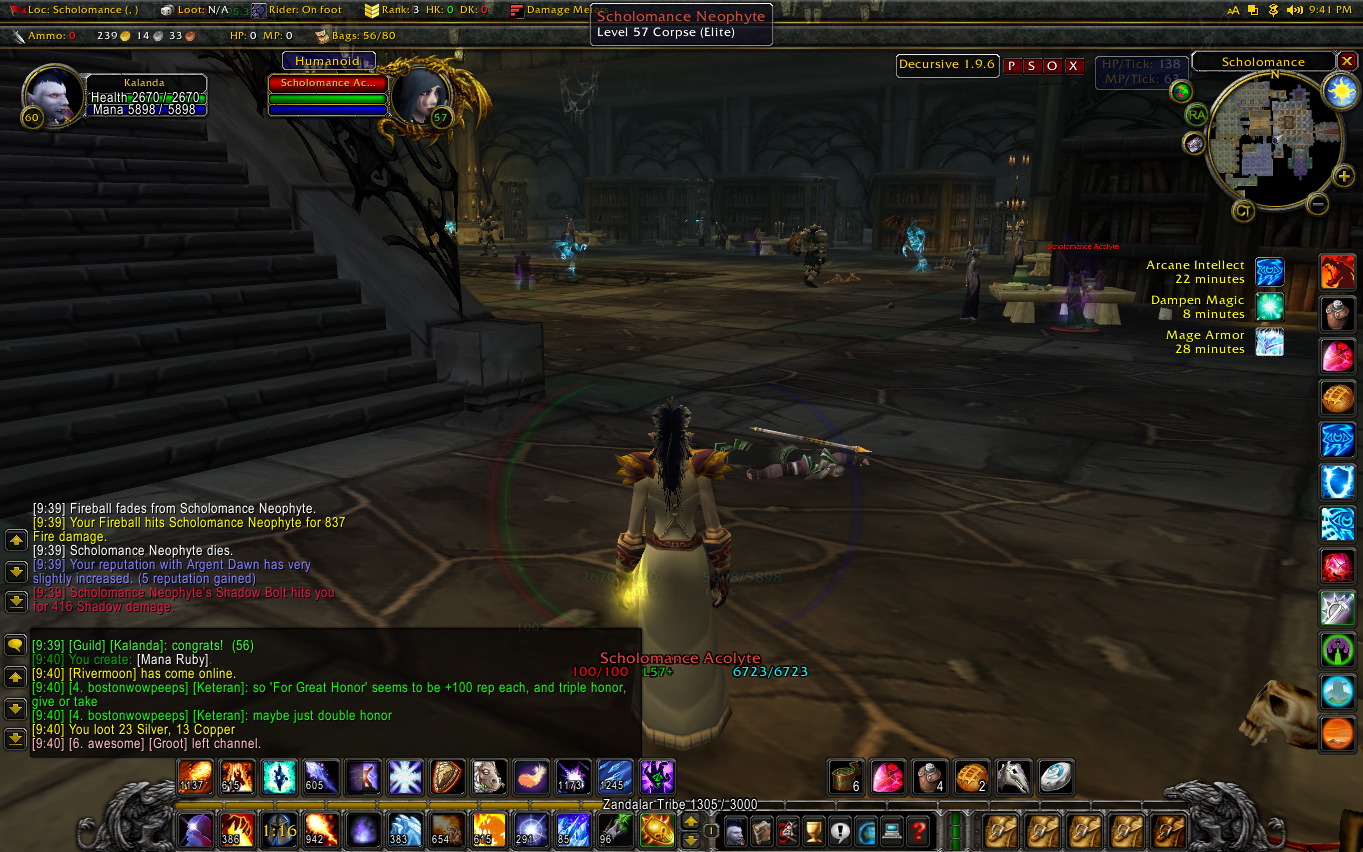 Loc: Scholomance (, ) Loot: N/A Rider: On foot Rank: 3 HK: 0 DK: 0 Damage Me
9:41 PM
Scholomance Neophyte
Level 57 Corpse (Elite)
Ammo: 0 239 14 33 HP: 0 MP: 0 Bags: 56/80
Humanoid
Kalanda
Health 2670 / 2670
Mana 5898 / 5898
60
Scholomance Ac...
57
Decursive 1.9.6 P S O X
HP/Tick: 138
MP/Tick: 63
Scholomance
N
RA
CT
Scholomance Acolyte
Arcane Intellect
22 minutes
Dampen Magic
8 minutes
Mage Armor
28 minutes
[9:39] Fireball fades from Scholomance Neophyte.
[9:39] Your Fireball hits Scholomance Neophyte for 837
Fire damage.
[9:39] Scholomance Neophyte dies.
[9:39] Your reputation with Argent Dawn has very
slightly increased. (5 reputation gained)
[9:39] Scholomance Neophyte's Shadow Bolt hits you
for 416 Shadow damage.
100%
[9:39] [Guild] [Kalanda]: congrats! (56)
[9:40] You create: [Mana Ruby].
[9:40] [Rivermoon] has come online.
[9:40] [4. bostonwowpeeps] [Keteran]: so 'For Great Honor' seems to be +100 rep each, and triple honor,
give or take
[9:40] [4. bostonwowpeeps] [Keteran]: maybe just double honor
[9:40] You loot 23 Silver, 13 Copper
[9:40] [6. awesome] [Groot] left channel.
Scholomance Acolyte
100/100 L57+ 6723/6723
1137 615 605 1173 1245
6 4 2
Zandalar Tribe 1305 / 3000
386 1:16 942 383 654 615 291 85 96 1